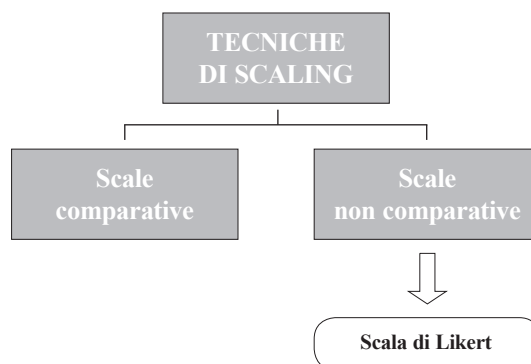 TECNICHE
DI SCALING
Scale
comparative
Scale
non comparative
Scala di Likert